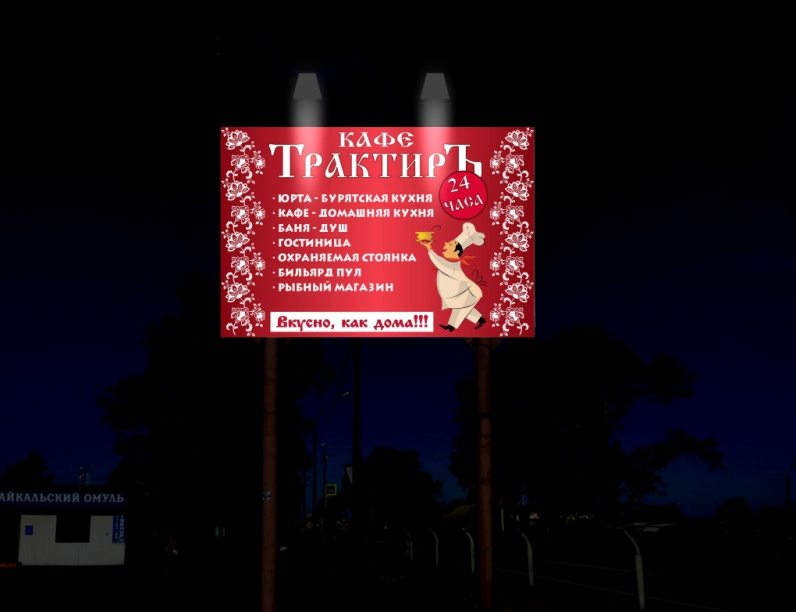 КАФЕ
ТРАКТИРЪ
24
ЧАСА
· ЮРТА - БУРЯТСКАЯ КУХНЯ
· КАФЕ - ДОМАШНЯЯ КУХНЯ
· БАНЯ - ДУШ
· ГОСТИНИЦА
· ОХРАНЯЕМАЯ СТОЯНКА
· БИЛЬЯРД ПУЛ
· РЫБНЫЙ МАГАЗИН
Вкусно, как дома!!!
АЙКАЛЬСКИЙ ОМУЛЬ